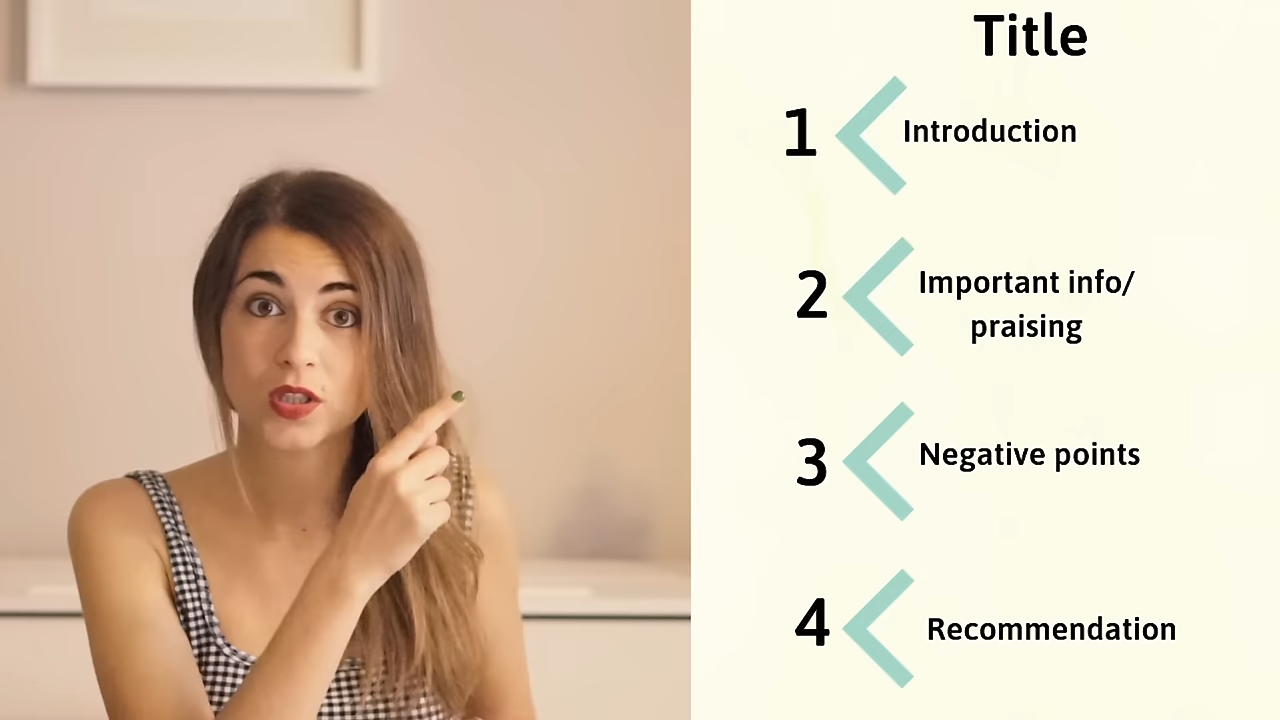 Title
1 Introduction
2 Important info/
praising
3 Negative points
4 Recommendation